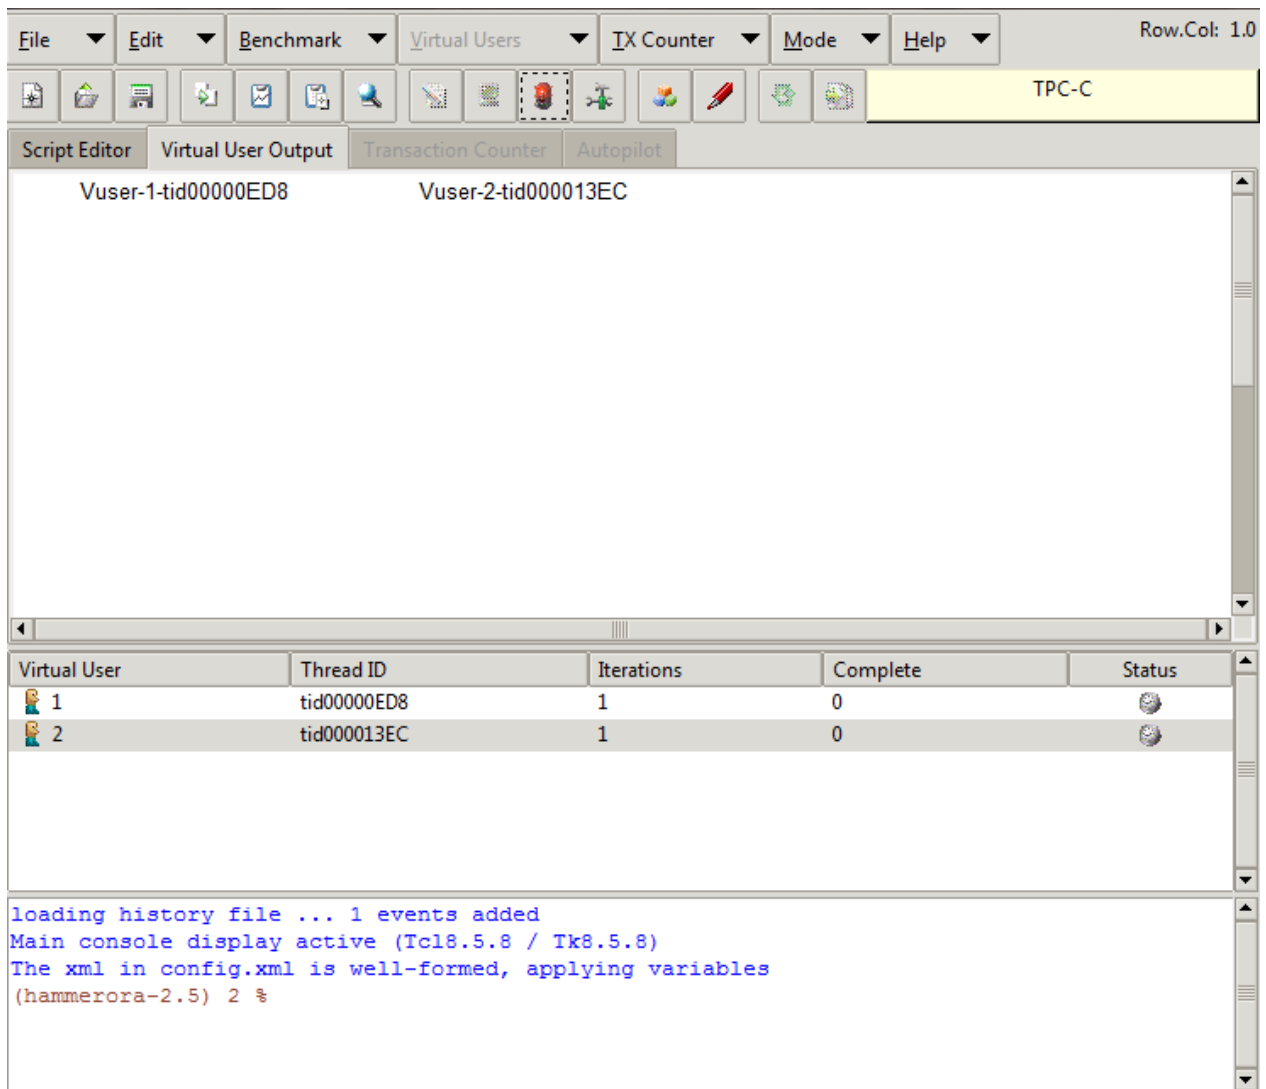 File Edit Benchmark Virtual Users TX Counter Mode Help Row.Col: 1.0
TPC-C
Script Editor Virtual User Output Transaction Counter Autopilot
Vuser-1-tid00000ED8 Vuser-2-tid000013EC
Virtual User Thread ID Iterations Complete Status
1 tid00000ED8 1 0
2 tid000013EC 1 0
loading history file ... 1 events added
Main console display active (Tcl8.5.8 / Tk8.5.8)
The xml in config.xml is well-formed, applying variables
(hammerora-2.5) 2 %